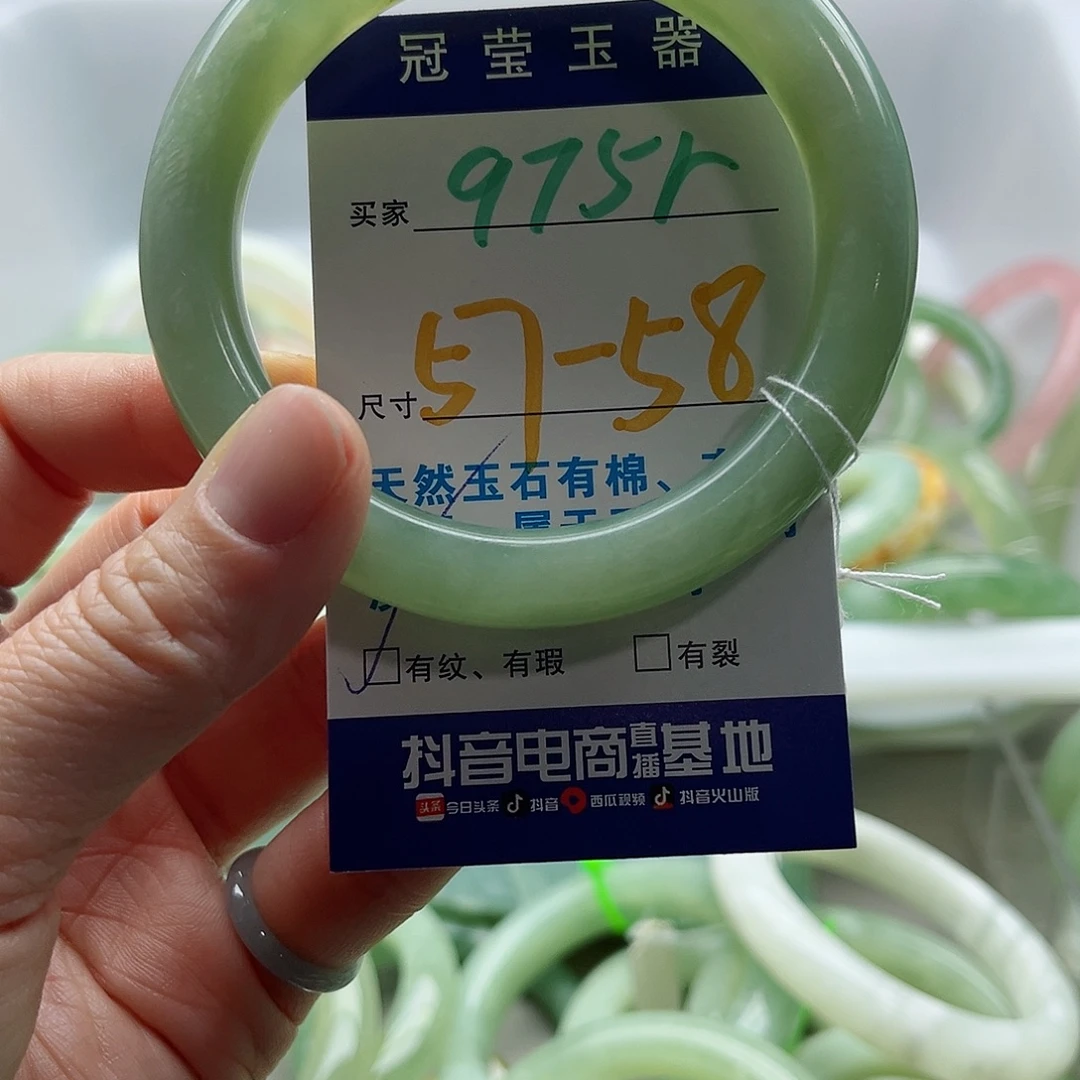 冠莹玉器
买家 975r
尺寸 57-58
天然玉石有棉、
□有纹、有瑕 □有裂
抖音电商直播基地
头条 今日头条 抖音 西瓜视频 抖音火山版